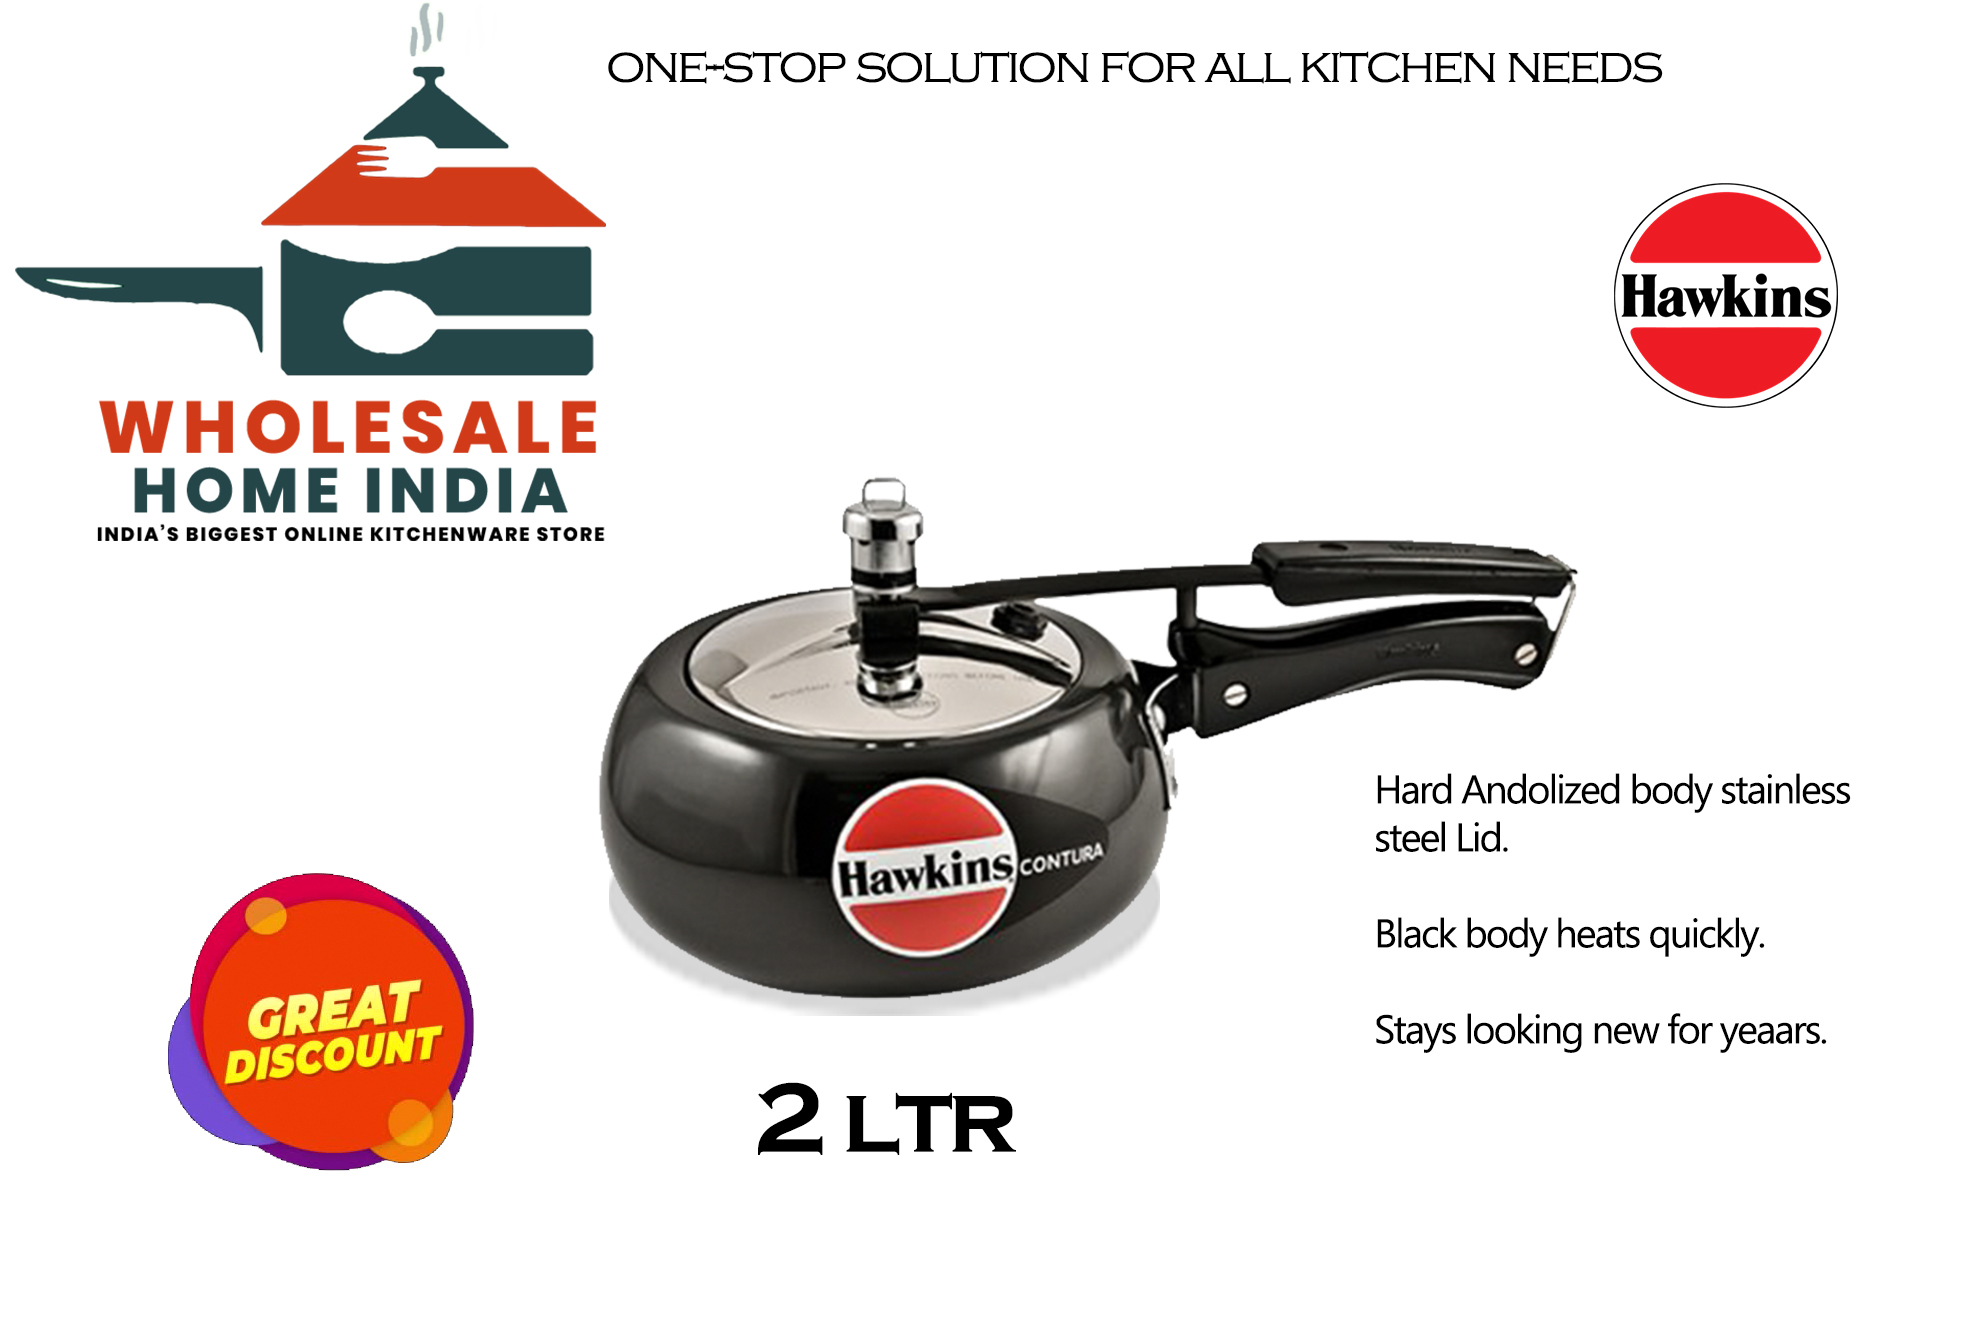 ONE-STOP SOLUTION FOR ALL KITCHEN NEEDS
Hawkins
WHOLESALE
HOME INDIA
INDIA'S BIGGEST ONLINE KITCHENWARE STORE
Hawkins CONTURA
Hard Andolized body stainless
steel Lid.
Black body heats quickly.
Stays looking new for yeaars.
GREAT
DISCOUNT
2 LTR